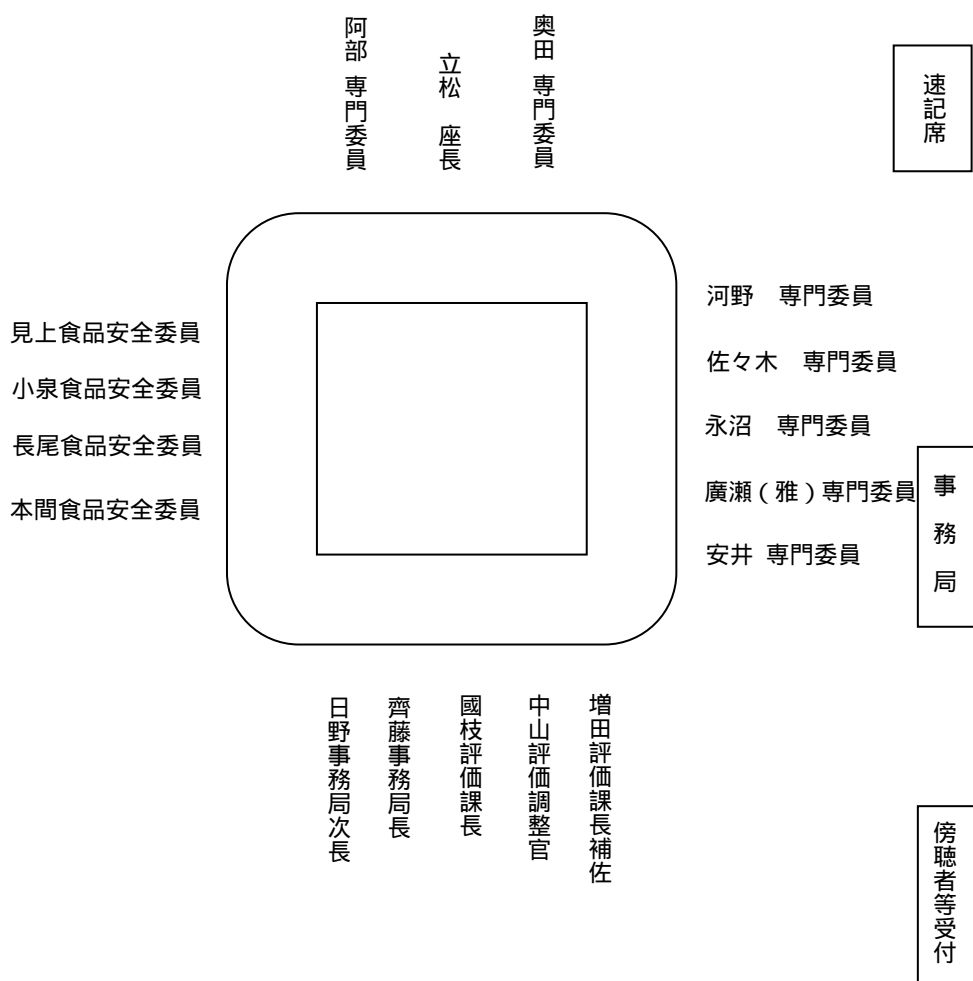 阿部 専門委員
立松 座長
奥田 専門委員
速記席
見上食品安全委員
小泉食品安全委員
長尾食品安全委員
本間食品安全委員
河野 専門委員
佐々木 専門委員
永沼 専門委員
廣瀬(雅)専門委員
安井 専門委員
事務局
日野事務局次長
齊藤事務局長
國枝評価課長
中山評価調整官
増田評価課長補佐
傍聴者等受付